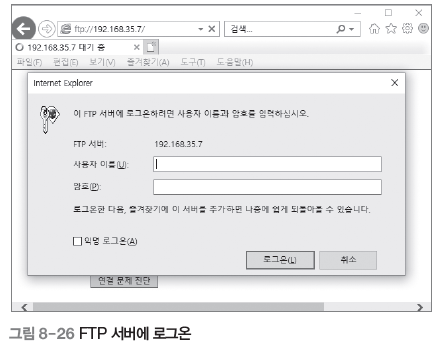 ftp://192.168.35.7/
검색...
192.168.35.7 대기 중
파일(F) 편집(E) 보기(V) 즐겨찾기(A) 도구(T) 도움말(H)
Internet Explorer
이 FTP 서버에 로그온하려면 사용자 이름과 암호를 입력하십시오.
FTP 서버: 192.168.35.7
사용자 이름(U):
암호(P):
로그온한 다음, 즐겨찾기에 이 서버를 추가하면 나중에 쉽게 되돌아올 수 있습니다.
익명 로그온(A)
로그온(L) 취소
연결 문제 진단
그림 8-26 FTP 서버에 로그온